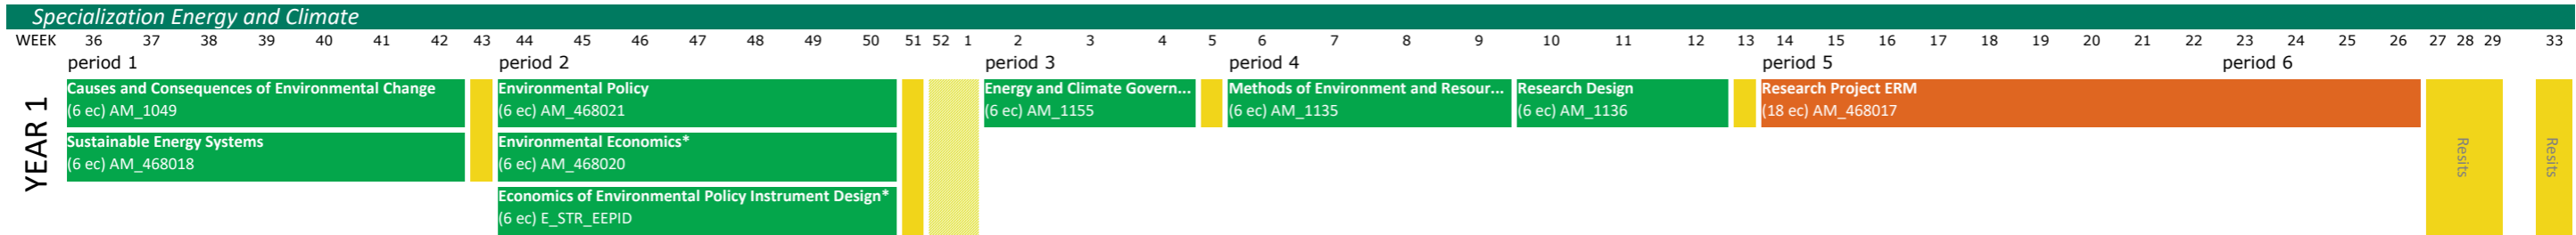 Specialization Energy and Climate
WEEK 36 37 38 39 40 41 42 43 44 45 46 47 48 49 50 51 52 1 2 3 4 5 6 7 8 9 10 11 12 13 14 15 16 17 18 19 20 21 22 23 24 25 26 27 28 29 33
period 1 period 2 period 3 period 4 period 5 period 6
YEAR 1
Causes and Consequences of Environmental Change
(6 ec) AM_1049
Sustainable Energy Systems
(6 ec) AM_468018
Environmental Policy
(6 ec) AM_468021
Environmental Economics*
(6 ec) AM_468020
Economics of Environmental Policy Instrument Design*
(6 ec) E_STR_EEPID
Energy and Climate Govern...
(6 ec) AM_1155
Methods of Environment and Resour...
(6 ec) AM_1135
Research Design
(6 ec) AM_1136
Research Project ERM
(18 ec) AM_468017
Resits
Resits